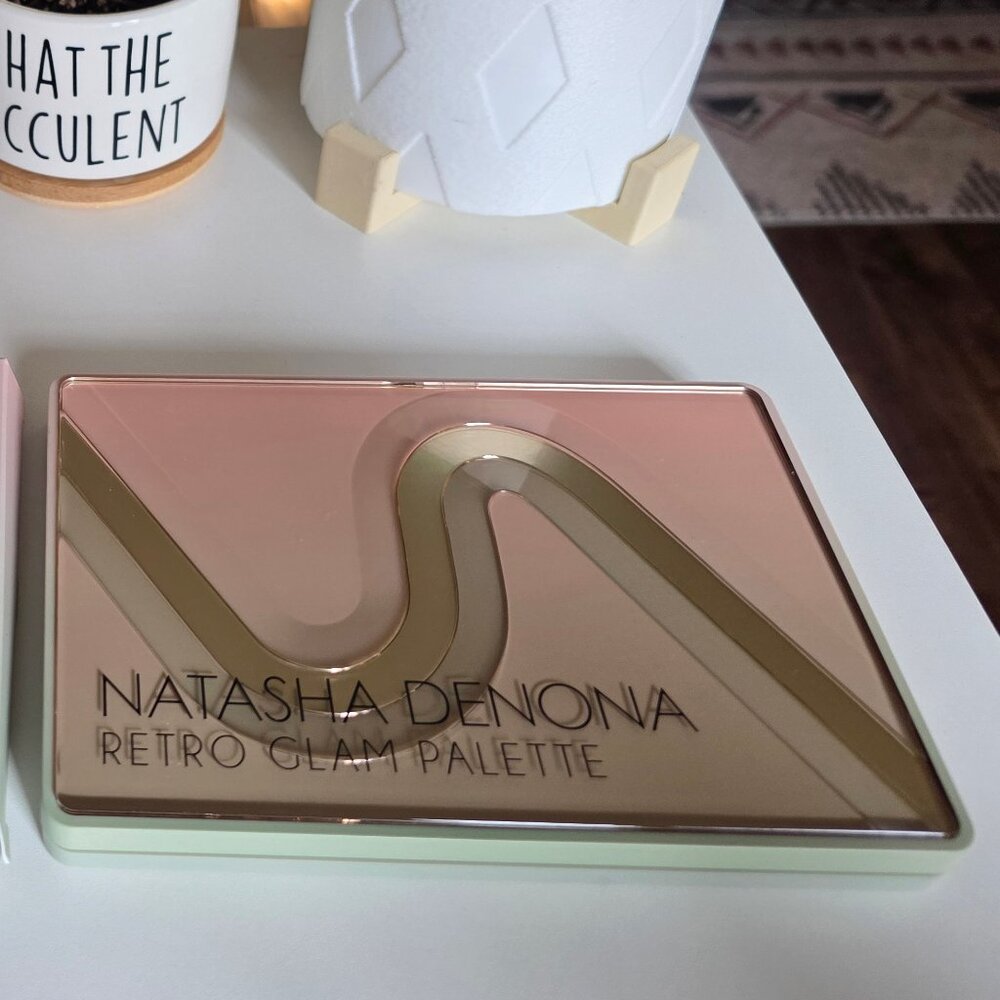 HAT THE
CCULENT
NATASHA DENONA
RETRO GLAM PALETTE